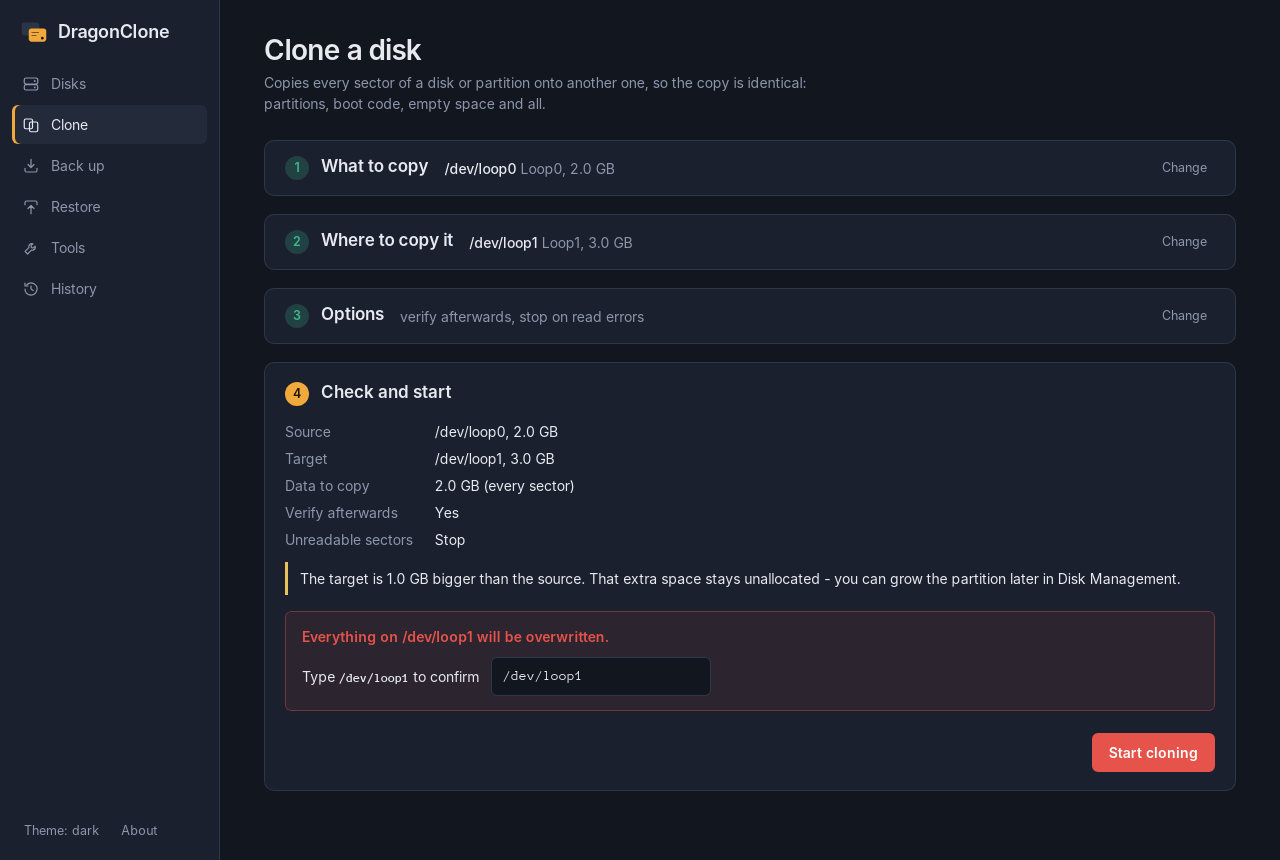 DragonClone
Disks
Clone
Back up
Restore
Tools
History
Theme: dark About
Clone a disk
Copies every sector of a disk or partition onto another one, so the copy is identical:
partitions, boot code, empty space and all.
1 What to copy /dev/loop0 Loop0, 2.0 GB Change
2 Where to copy it /dev/loop1 Loop1, 3.0 GB Change
3 Options verify afterwards, stop on read errors Change
4 Check and start
Source /dev/loop0, 2.0 GB
Target /dev/loop1, 3.0 GB
Data to copy 2.0 GB (every sector)
Verify afterwards Yes
Unreadable sectors Stop
The target is 1.0 GB bigger than the source. That extra space stays unallocated - you can grow the partition later in Disk Management.
Everything on /dev/loop1 will be overwritten.
Type /dev/loop1 to confirm /dev/loop1
Start cloning